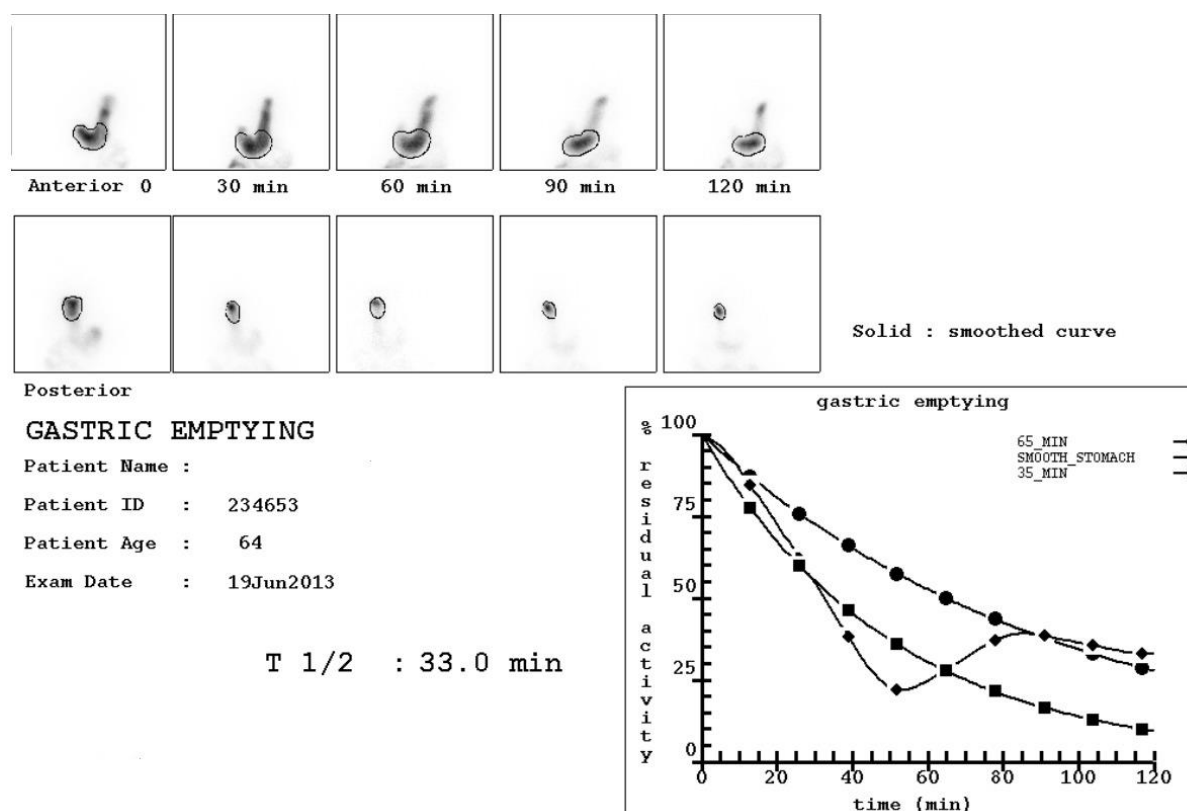 Anterior 0
30 min
60 min
90 min
120 min
Solid : smoothed curve
Posterior
GASTRIC EMPTYING
Patient Name :
Patient ID : 234653
Patient Age : 64
Exam Date : 19Jun2013
T 1/2 : 33.0 min
gastric emptying
65_MIN
SMOOTH_STOMACH
35_MIN
% residual activity
100
75
50
25
0
0 20 40 60 80 100 120
time (min)